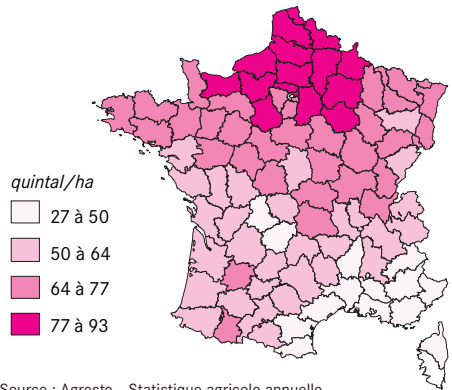 quintal/ha
27 à 50
50 à 64
64 à 77
77 à 93
Source : Agreste - Statistique agricole annuelle